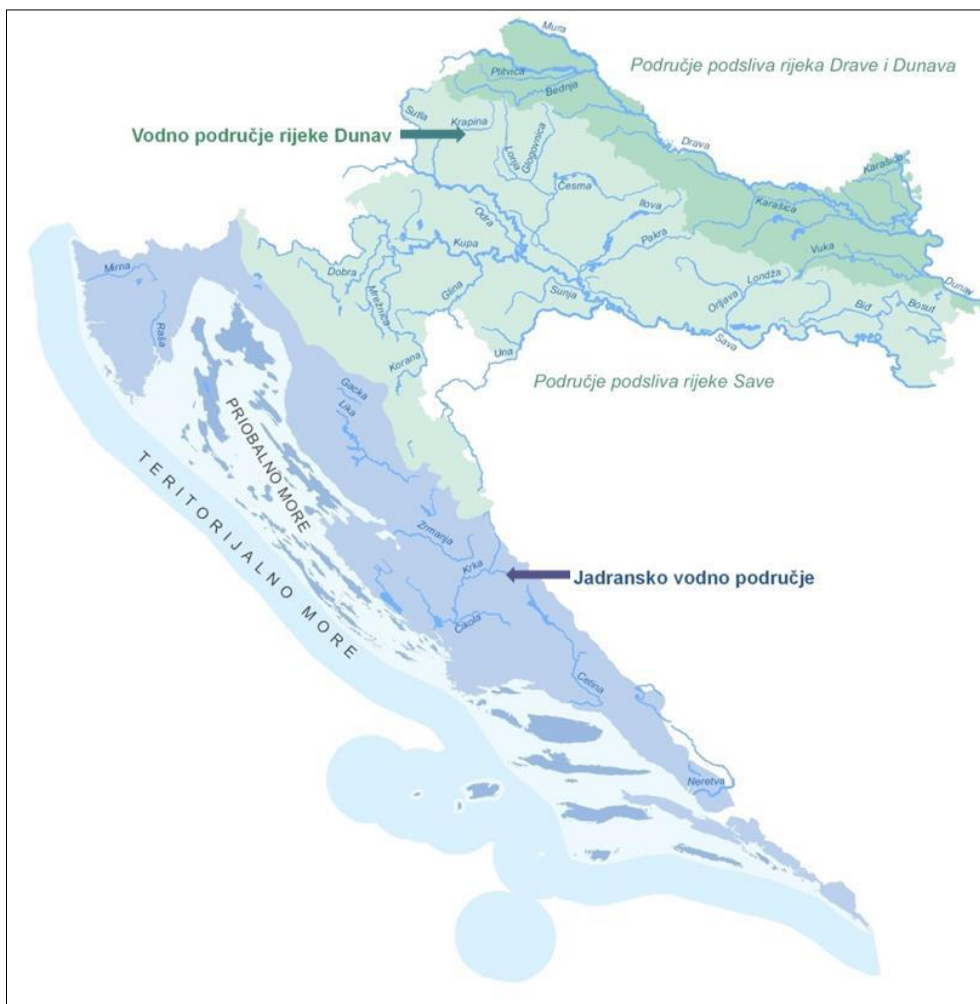 Mura
Područje podsliva rijeka Drave i Dunava
Plitvica
Bednja
Sutla
Krapina
Vodno područje rijeke Dunav
Lonja
Glogovnica
Drava
Karašica
Česma
Ilova
Karašica
Odra
Pakra
Vuka
Kupa
Mirna
Dobra
Londža
Dunav
Glina
Sunja
Mrežnica
Orljava
Biđ
Bosut
Raša
Sava
Una
Korana
Područje podsliva rijeke Save
Gacka
Lika
PRIOBALNO MORE
TERITORIJALNO MORE
Zrmanja
Krka
Jadransko vodno područje
Čikola
Cetina
Neretva